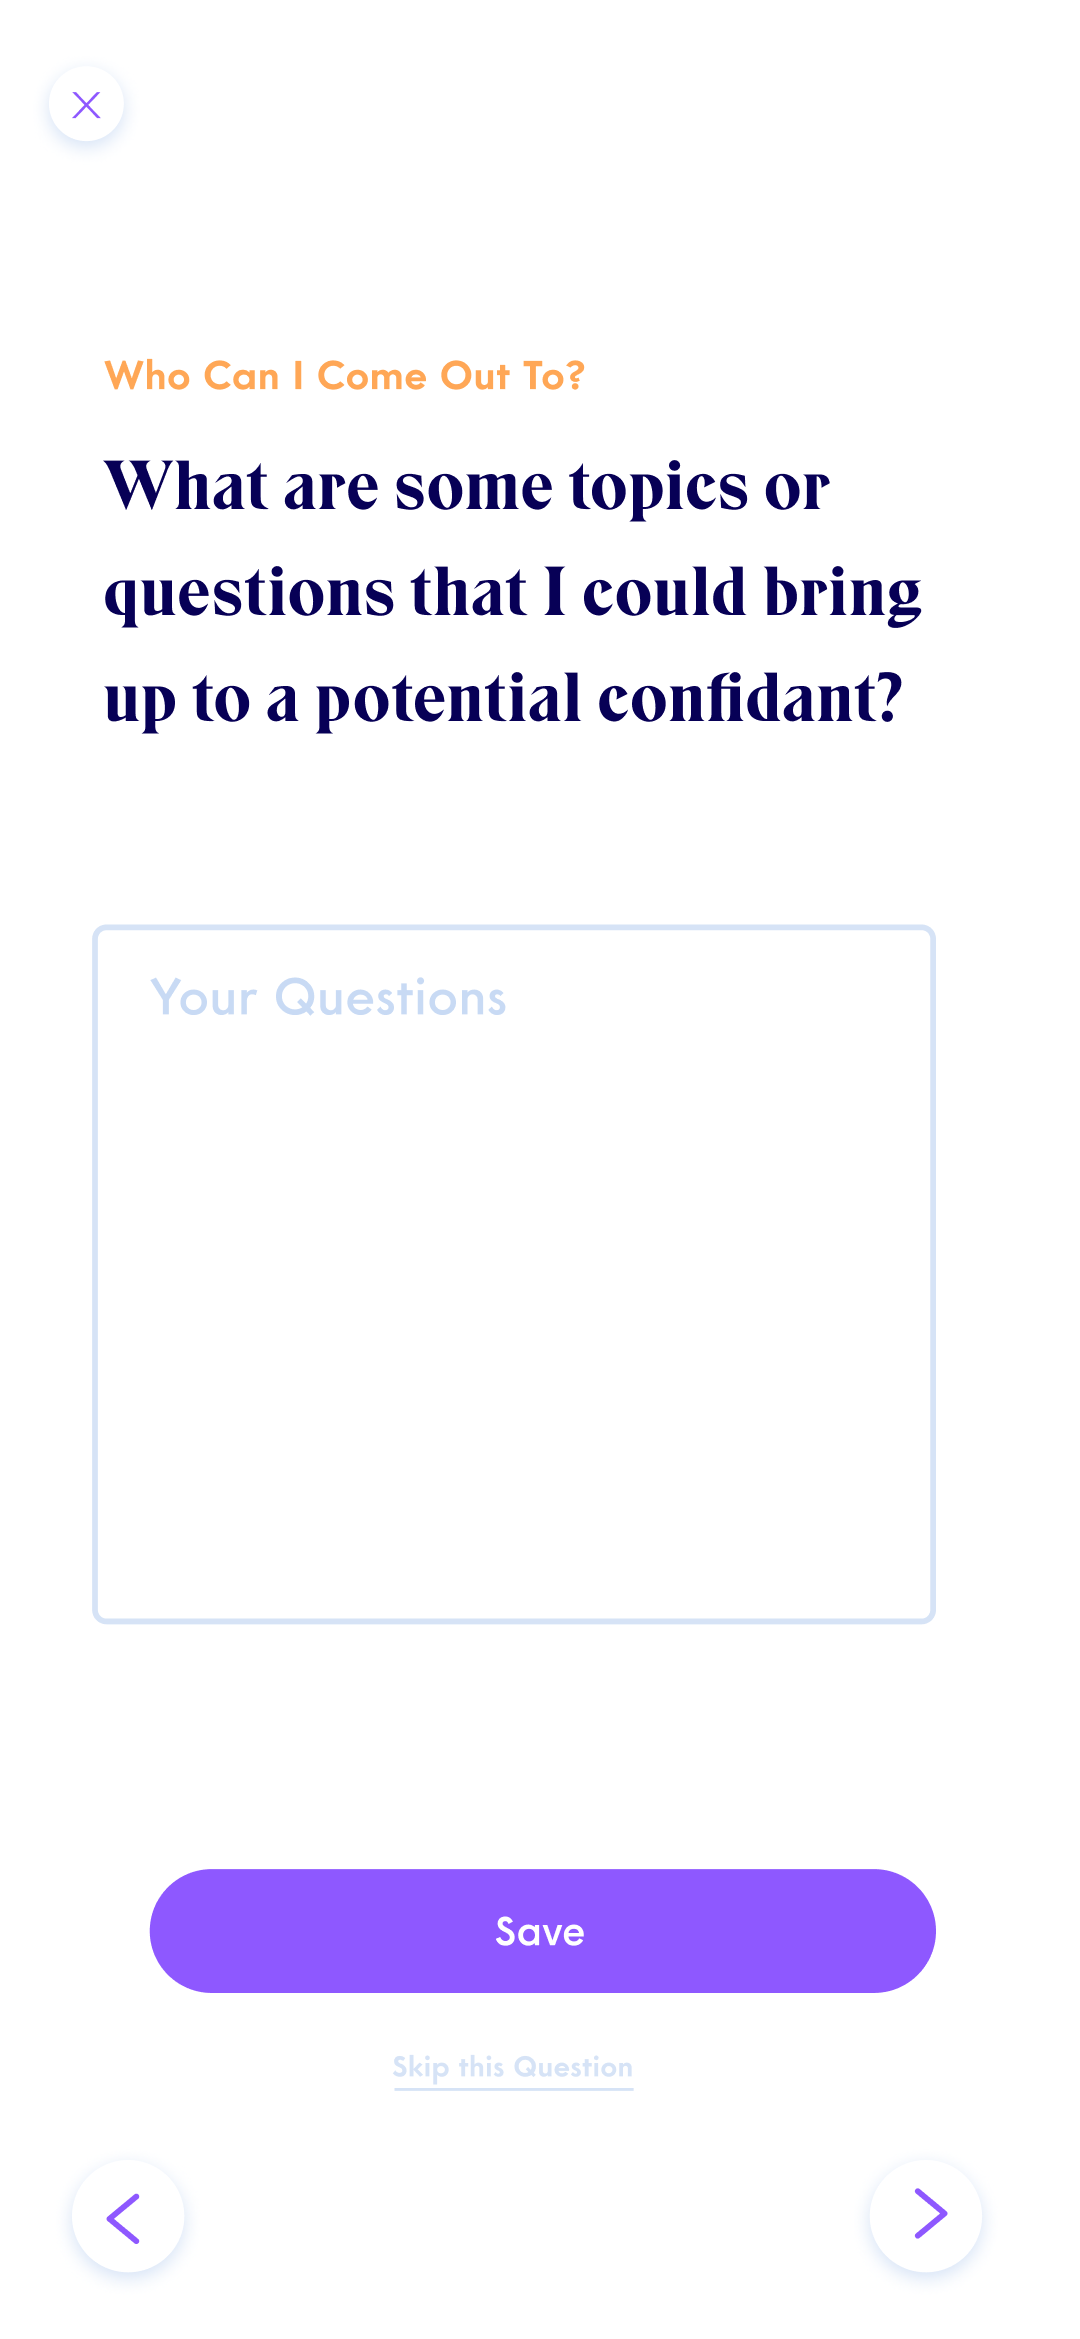 Who Can I Come Out To?
What are some topics or
questions that I could bring
up to a potential confidant?
Your Questions
Save
Skip this Question